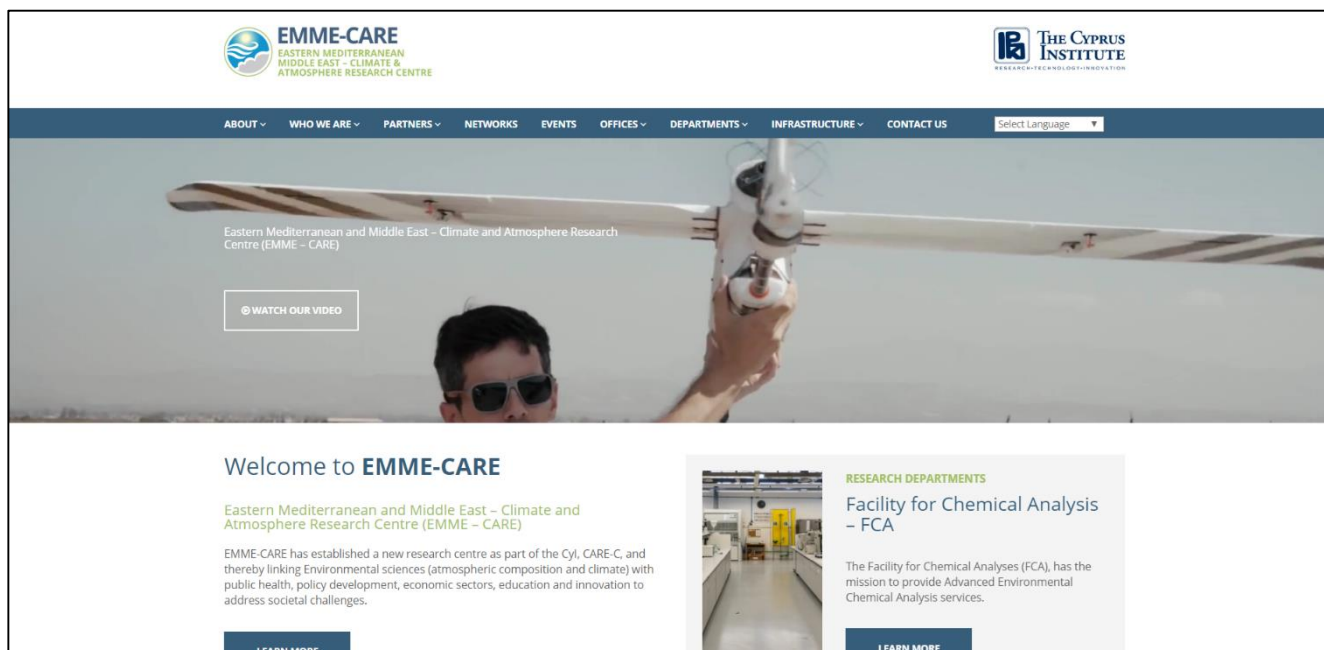 EMME-CARE
EASTERN MEDITERRANEAN
MIDDLE EAST – CLIMATE &
ATMOSPHERE RESEARCH CENTRE
THE CYPRUS
INSTITUTE
RESEARCH•TECHNOLOGY•INNOVATION
ABOUT WHO WE ARE PARTNERS NETWORKS EVENTS OFFICES DEPARTMENTS INFRASTRUCTURE CONTACT US Select Language
Eastern Mediterranean and Middle East – Climate and Atmosphere Research
Centre (EMME – CARE)
WATCH OUR VIDEO
Welcome to EMME-CARE
Eastern Mediterranean and Middle East – Climate and
Atmosphere Research Centre (EMME – CARE)
EMME-CARE has established a new research centre as part of the CyI, CARE-C, and
thereby linking Environmental sciences (atmospheric composition and climate) with
public health, policy development, economic sectors, education and innovation to
address societal challenges.
LEARN MORE
RESEARCH DEPARTMENTS
Facility for Chemical Analysis
– FCA
The Facility for Chemical Analyses (FCA), has the
mission to provide Advanced Environmental
Chemical Analysis services.
LEARN MORE